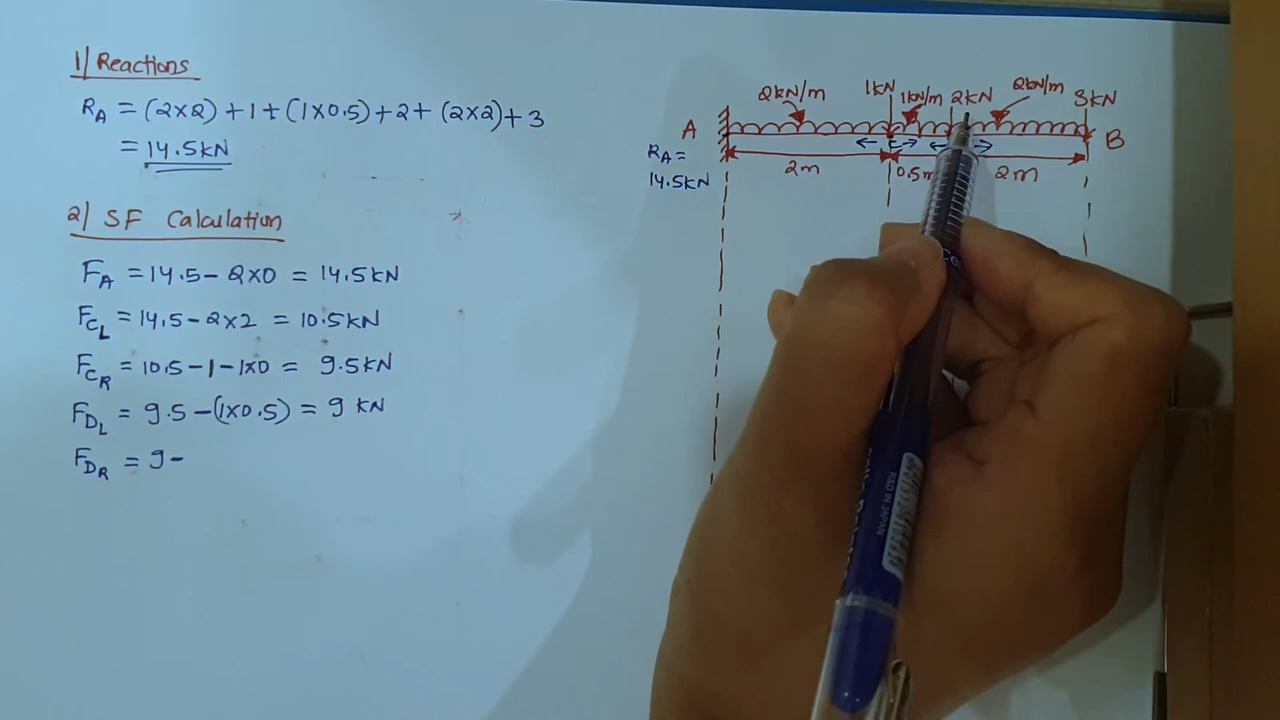 1) Reactions
RA = (2×2) + 1 + (1×0.5) + 2 + (2×2) + 3
= 14.5kN
2) SF Calculation
FA = 14.5 - 2×0 = 14.5kN
FCL = 14.5 - 2×2 = 10.5kN
FCR = 10.5 - 1 - 1×0 = 9.5kN
FDL = 9.5 - (1×0.5) = 9 kN
FDR = 9 -
2kN/m 1kN 1kN/m 2kN 2kN/m 3kN
A B
RA =
14.5kN
2m 0.5m 2m